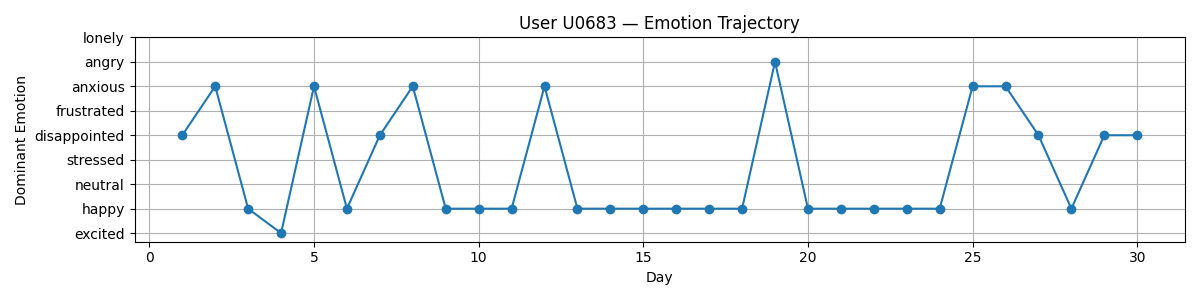 User U0683 — Emotion Trajectory
lonely
angry
anxious
frustrated
disappointed
stressed
neutral
happy
excited
Dominant Emotion
0 5 10 15 20 25 30
Day